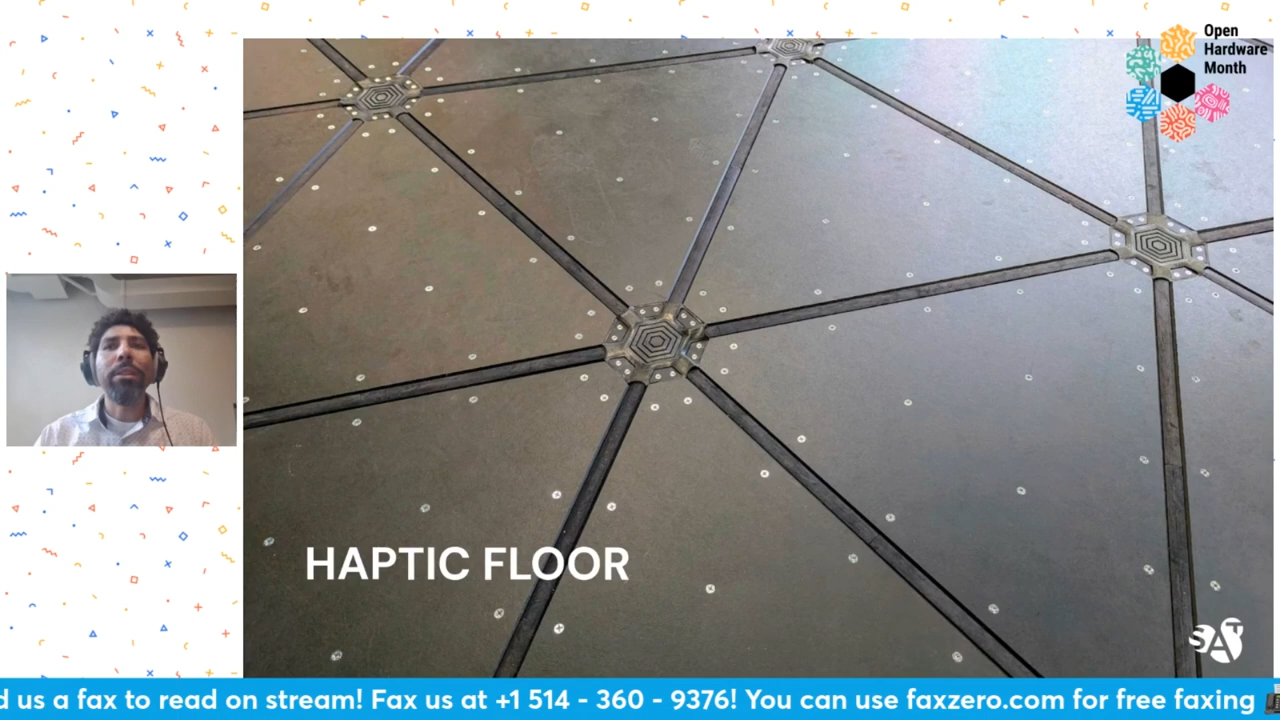 Open
Hardware
Month
HAPTIC FLOOR
SAT
d us a fax to read on stream! Fax us at +1 514 - 360 - 9376! You can use faxzero.com for free faxing